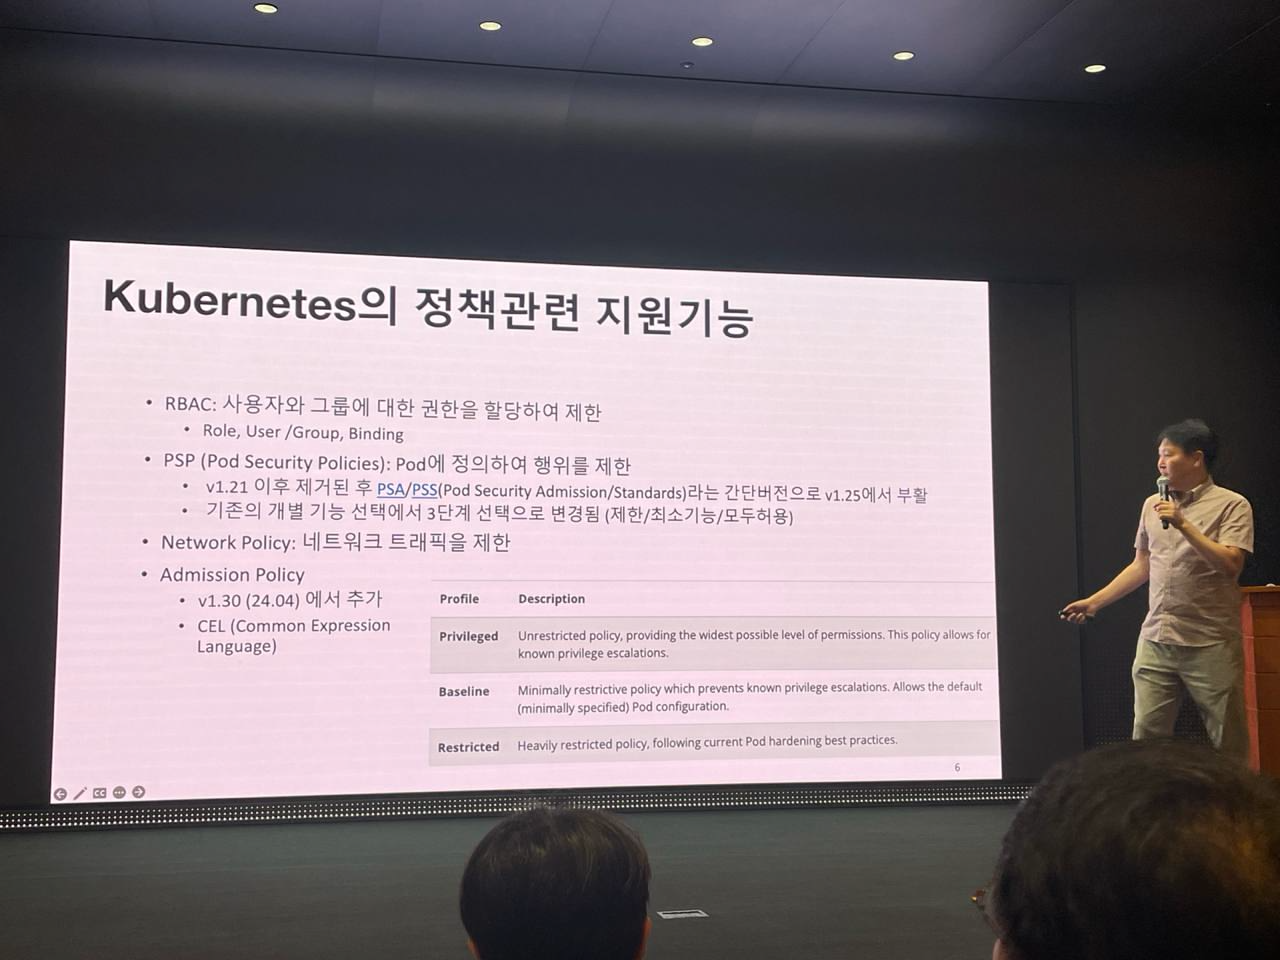 Kubernetes의 정책관련 지원기능
• RBAC: 사용자와 그룹에 대한 권한을 할당하여 제한
• Role, User /Group, Binding
• PSP (Pod Security Policies): Pod에 정의하여 행위를 제한
• v1.21 이후 제거된 후 PSA/PSS(Pod Security Admission/Standards)라는 간단버전으로 v1.25에서 부활
• 기존의 개별 기능 선택에서 3단계 선택으로 변경됨 (제한/최소기능/모두허용)
• Network Policy: 네트워크 트래픽을 제한
• Admission Policy
• v1.30 (24.04) 에서 추가
• CEL (Common Expression
Language)
Profile Description
Privileged Unrestricted policy, providing the widest possible level of permissions. This policy allows for
known privilege escalations.
Baseline Minimally restrictive policy which prevents known privilege escalations. Allows the default
(minimally specified) Pod configuration.
Restricted Heavily restricted policy, following current Pod hardening best practices.
6